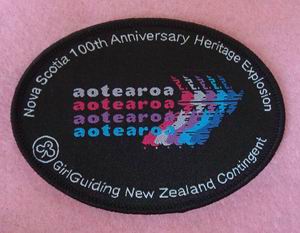 Nova Scotia 100th Anniversary Heritage Explosion
aotearoa
aotearoa
aotearoa
aotearoa
GirlGuiding New Zealand Contingent